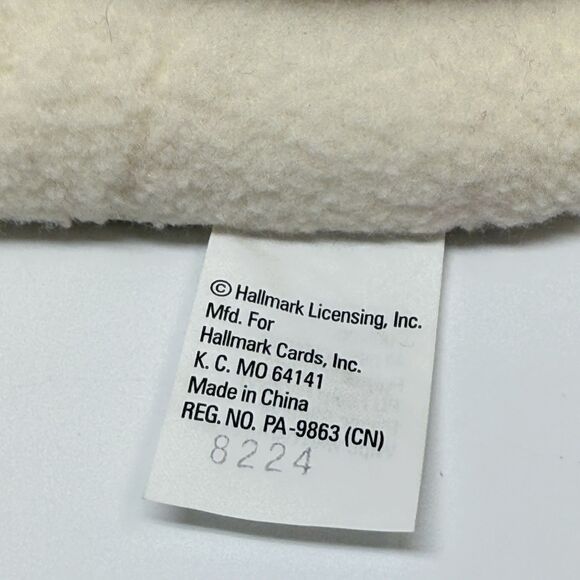 © Hallmark Licensing, Inc.
Mfd. For
Hallmark Cards, Inc.
K. C. MO 64141
Made in China
REG. NO. PA-9863 (CN)
8224